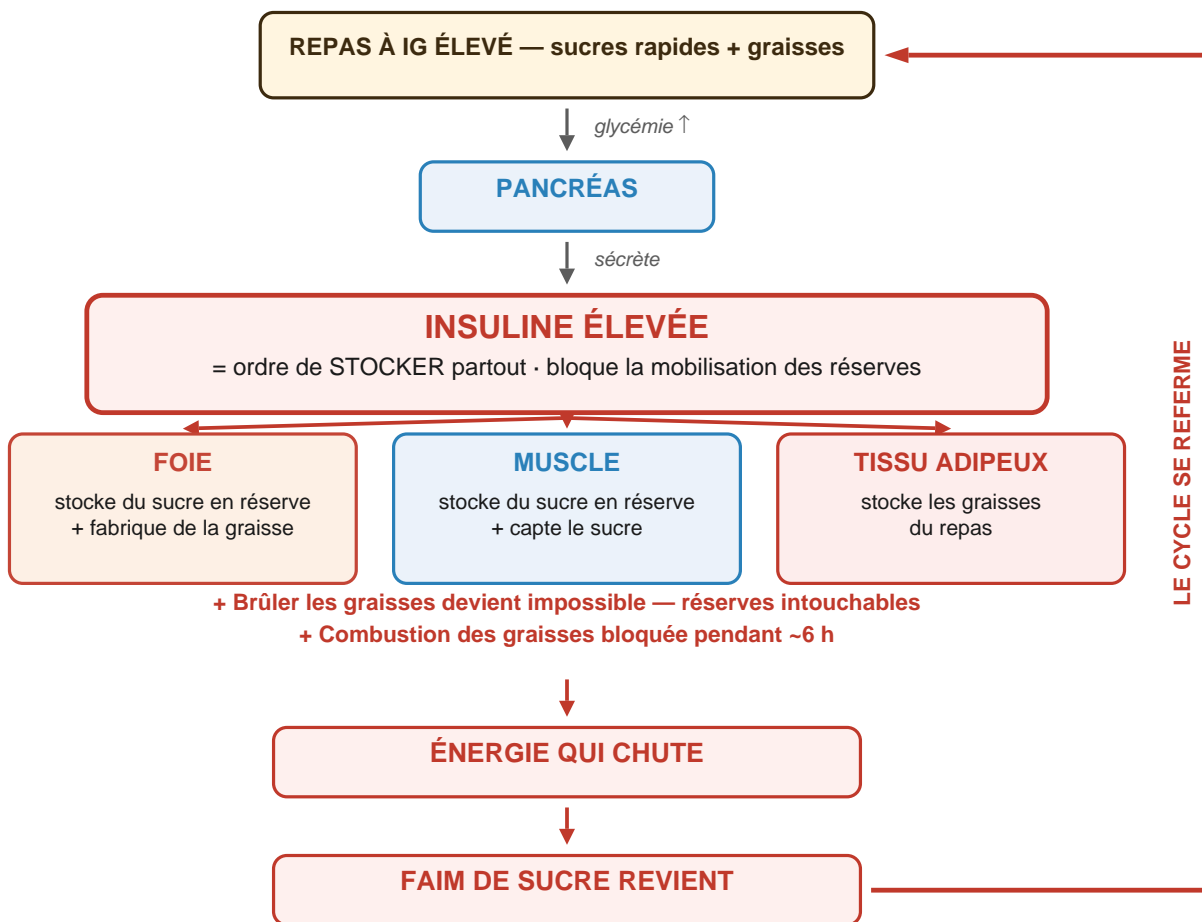 REPAS À IG ÉLEVÉ — sucres rapides + graisses
glycémie ↑
PANCRÉAS
sécrète
INSULINE ÉLEVÉE
= ordre de STOCKER partout · bloque la mobilisation des réserves
FOIE
stocke du sucre en réserve
+ fabrique de la graisse
MUSCLE
stocke du sucre en réserve
+ capte le sucre
TISSU ADIPEUX
stocke les graisses
du repas
+ Brûler les graisses devient impossible — réserves intouchables
+ Combustion des graisses bloquée pendant ~6 h
ÉNERGIE QUI CHUTE
FAIM DE SUCRE REVIENT
LE CYCLE SE REFERME